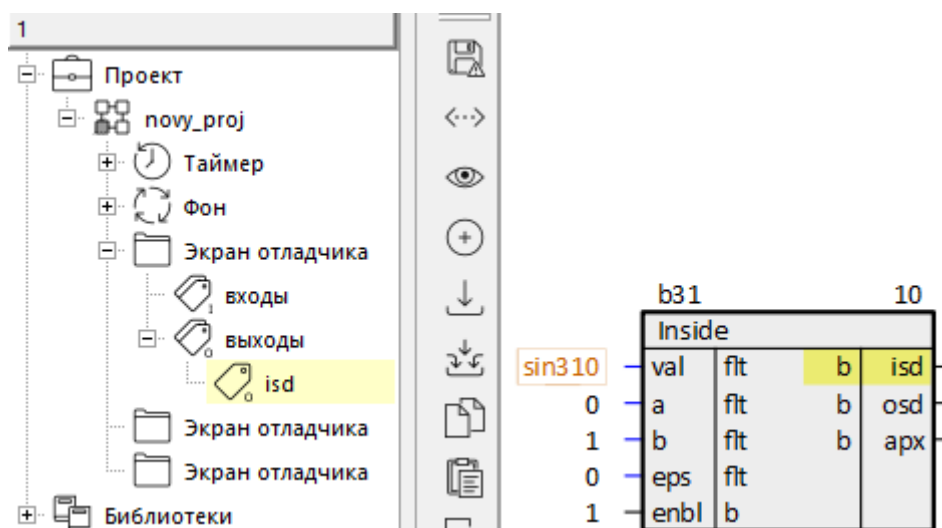 1
Проект
novy_proj
Таймер
Фон
Экран отладчика
входы
выходы
isd
Экран отладчика
Экран отладчика
Библиотеки
b31 10
Inside
sin310 val flt b isd
0 a flt b osd
1 b flt b apx
0 eps flt
1 enbl b